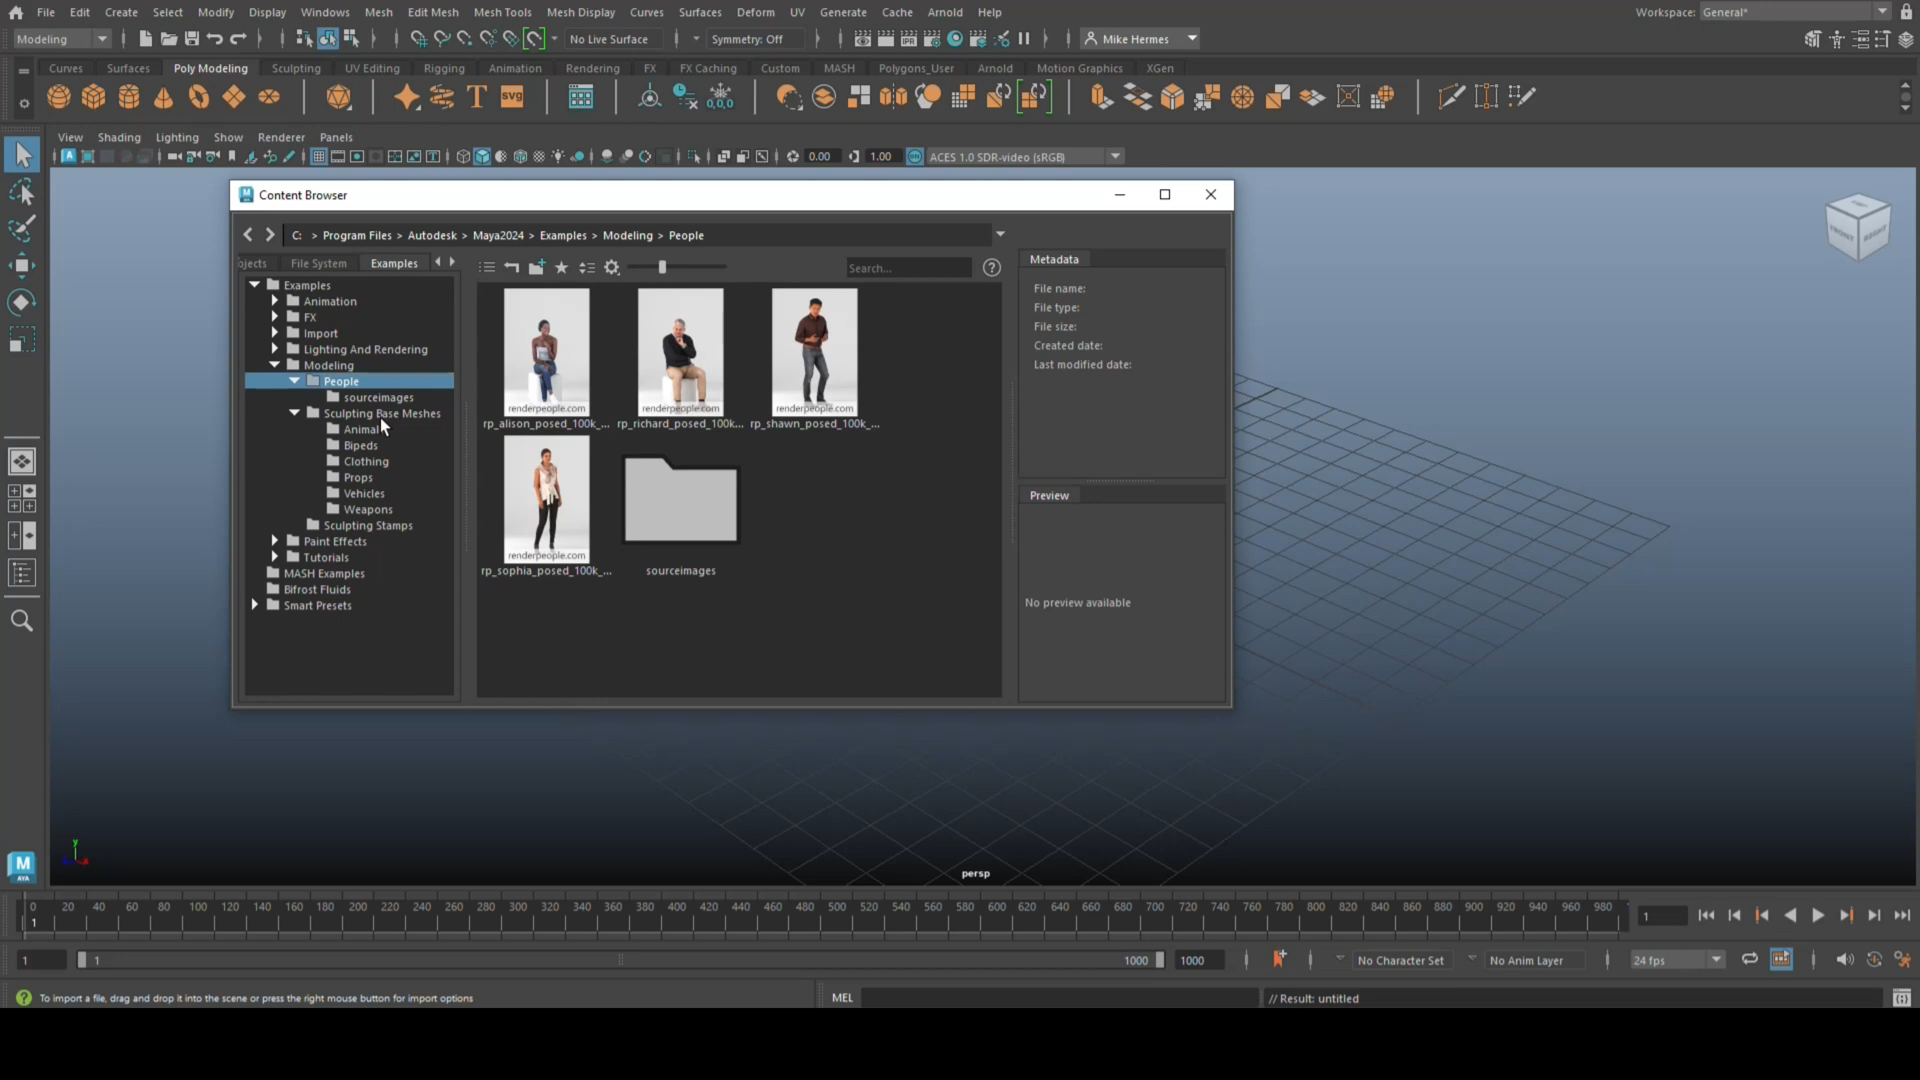 File Edit Create Select Modify Display Windows Mesh Edit Mesh Mesh Tools Mesh Display Curves Surfaces Deform UV Generate Cache Arnold Help Workspace: General*
Modeling No Live Surface Symmetry: Off Mike Hermes
Curves Surfaces Poly Modeling Sculpting UV Editing Rigging Animation Rendering FX FX Caching Custom MASH Polygons_User Arnold Motion Graphics XGen
svg 0,0,0
View Shading Lighting Show Renderer Panels
0.00 1.00 ACES 1.0 SDR-video (sRGB)
Content Browser
C: > Program Files > Autodesk > Maya2024 > Examples > Modeling > People
ojects File System Examples
Search...
Examples
Animation
FX
Import
Lighting And Rendering
Modeling
People
sourceimages
Sculpting Base Meshes
Animal
Bipeds
Clothing
Props
Vehicles
Weapons
Sculpting Stamps
Paint Effects
Tutorials
MASH Examples
Bifrost Fluids
Smart Presets
renderpeople.com renderpeople.com renderpeople.com
rp_alison_posed_100k_... rp_richard_posed_100k... rp_shawn_posed_100k_...
renderpeople.com
rp_sophia_posed_100k_... sourceimages
Metadata
File name:
File type:
File size:
Created date:
Last modified date:
Preview
No preview available
FRONT RIGHT
y
x
persp
M
AYA
0 20 40 60 80 100 120 140 160 180 200 220 240 260 280 300 320 340 360 380 400 420 440 460 480 500 520 540 560 580 600 620 640 660 680 700 720 740 760 780 800 820 840 860 880 900 920 940 960 980
1 1
1 1 1000 1000 No Character Set No Anim Layer 24 fps
To import a file, drag and drop it into the scene or press the right mouse button for import options MEL // Result: untitled